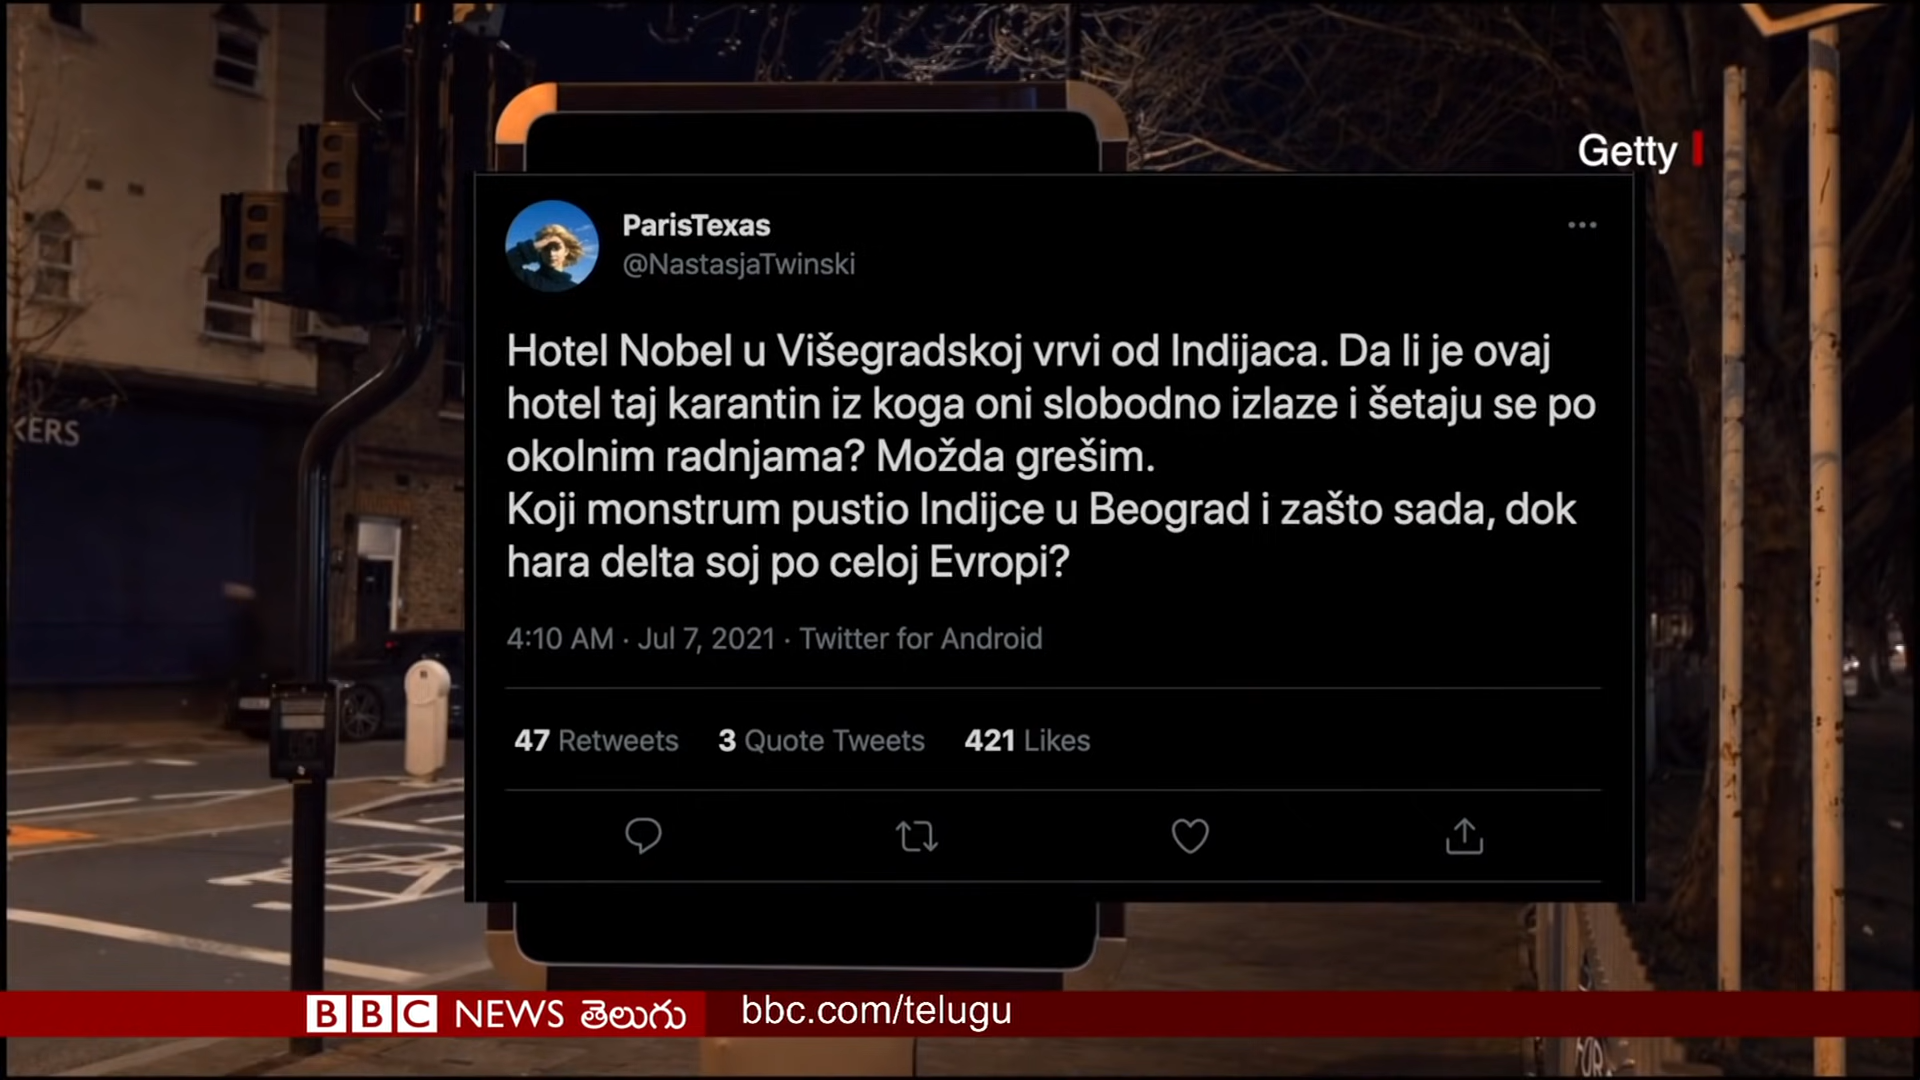 Getty
ParisTexas
@NastasjaTwinski
Hotel Nobel u Višegradskoj vrvi od Indijaca. Da li je ovaj
hotel taj karantin iz koga oni slobodno izlaze i šetaju se po
okolnim radnjama? Možda grešim.
Koji monstrum pustio Indijce u Beograd i zašto sada, dok
hara delta soj po celoj Evropi?
4:10 AM · Jul 7, 2021 · Twitter for Android
47 Retweets 3 Quote Tweets 421 Likes
KERS
BBC NEWS తెలుగు bbc.com/telugu